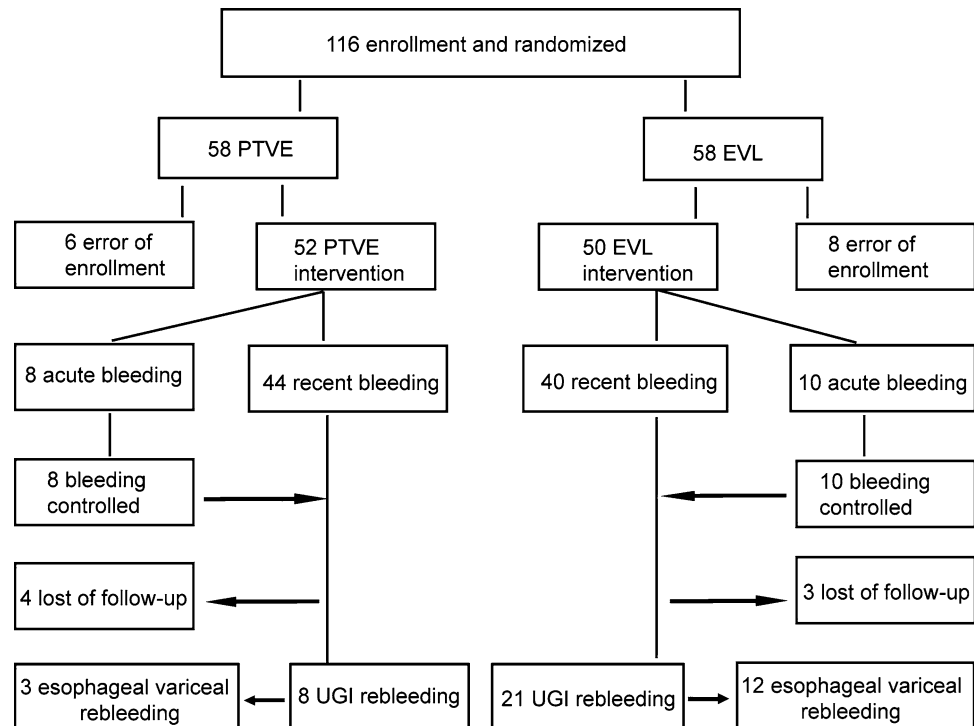 116 enrollment and randomized
58 PTVE
58 EVL
6 error of
enrollment
52 PTVE
intervention
50 EVL
intervention
8 error of
enrollment
8 acute bleeding
44 recent bleeding
40 recent bleeding
10 acute bleeding
8 bleeding
controlled
10 bleeding
controlled
4 lost of follow-up
3 lost of follow-up
3 esophageal variceal
rebleeding
8 UGI rebleeding
21 UGI rebleeding
12 esophageal variceal
rebleeding